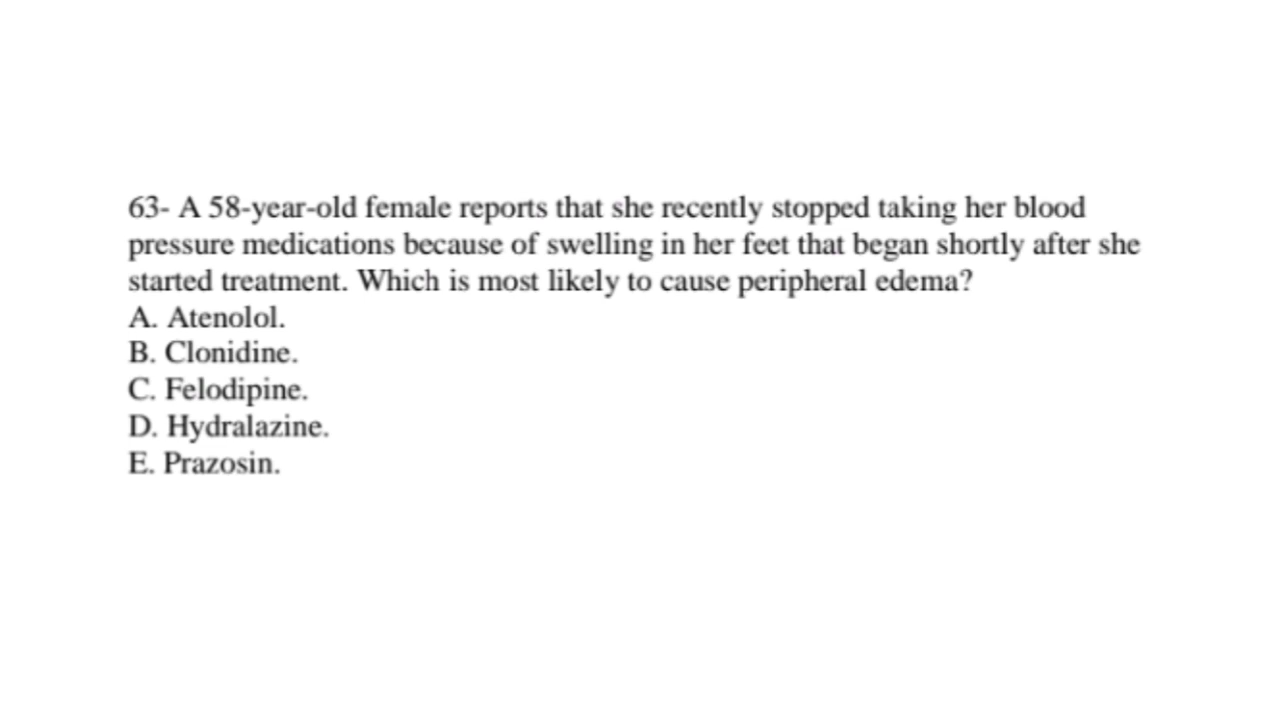 63- A 58-year-old female reports that she recently stopped taking her blood
pressure medications because of swelling in her feet that began shortly after she
started treatment. Which is most likely to cause peripheral edema?
A. Atenolol.
B. Clonidine.
C. Felodipine.
D. Hydralazine.
E. Prazosin.